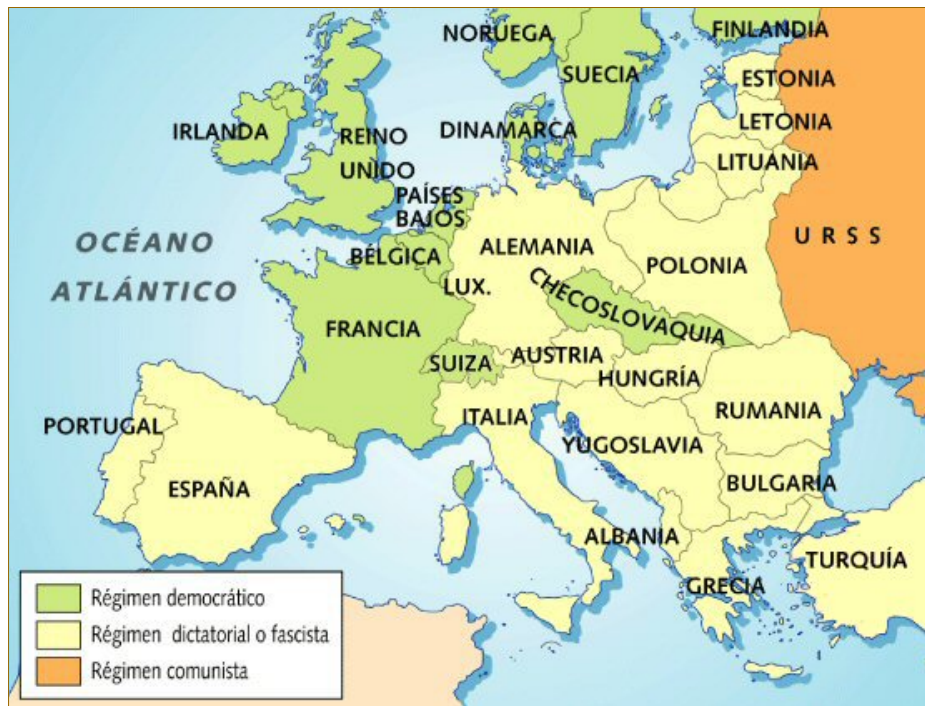 NORUEGA
FINLANDIA
SUECIA
ESTONIA
LETONIA
LITUANIA
IRLANDA
REINO
UNIDO
DINAMARCA
PAÍSES
BAJOS
OCÉANO
ATLÁNTICO
BÉLGICA
LUX.
ALEMANIA
POLONIA
URSS
CHECOSLOVAQUIA
FRANCIA
SUIZA
AUSTRIA
HUNGRÍA
RUMANIA
ITALIA
YUGOSLAVIA
PORTUGAL
ESPAÑA
BULGARIA
ALBANIA
GRECIA
TURQUÍA
Régimen democrático
Régimen dictatorial o fascista
Régimen comunista